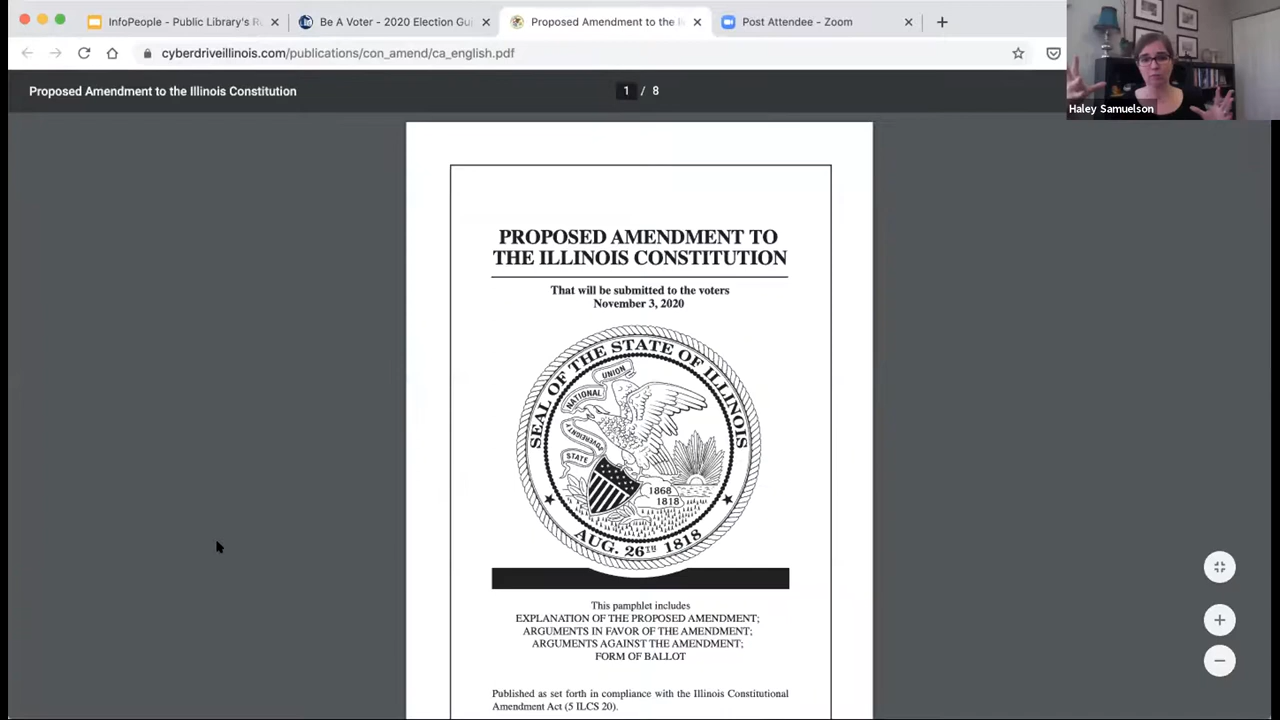 InfoPeople - Public Library's R
Be A Voter - 2020 Election Gui
Proposed Amendment to the I
Post Attendee - Zoom
cyberdriveillinois.com/publications/con_amend/ca_english.pdf
Haley Samuelson
Proposed Amendment to the Illinois Constitution
1 / 8
PROPOSED AMENDMENT TO
THE ILLINOIS CONSTITUTION
That will be submitted to the voters
November 3, 2020
SEAL OF THE STATE OF ILLINOIS
UNION
NATIONAL
SOVEREIGNTY
STATE
1868
1818
AUG. 26TH 1818
This pamphlet includes
EXPLANATION OF THE PROPOSED AMENDMENT;
ARGUMENTS IN FAVOR OF THE AMENDMENT;
ARGUMENTS AGAINST THE AMENDMENT;
FORM OF BALLOT
Published as set forth in compliance with the Illinois Constitutional
Amendment Act (5 ILCS 20).